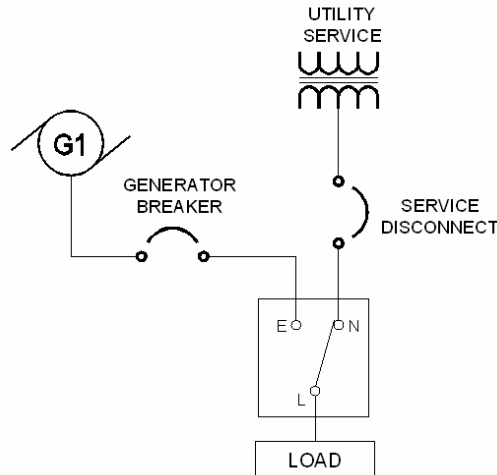 UTILITY
SERVICE
G1
GENERATOR
BREAKER
SERVICE
DISCONNECT
E
N
L
LOAD